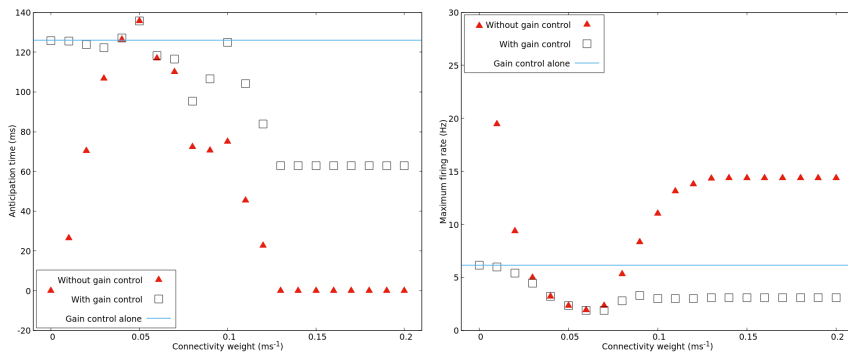 140
120
100
80
60
40
20
0
-20
Anticipation time (ms)
Without gain control
With gain control
Gain control alone
0 0.05 0.1 0.15 0.2
Connectivity weight (ms⁻¹)
30
25
20
15
10
5
0
Maximum firing rate (Hz)
Without gain control
With gain control
Gain control alone
0 0.05 0.1 0.15 0.2
Connectivity weight (ms⁻¹)